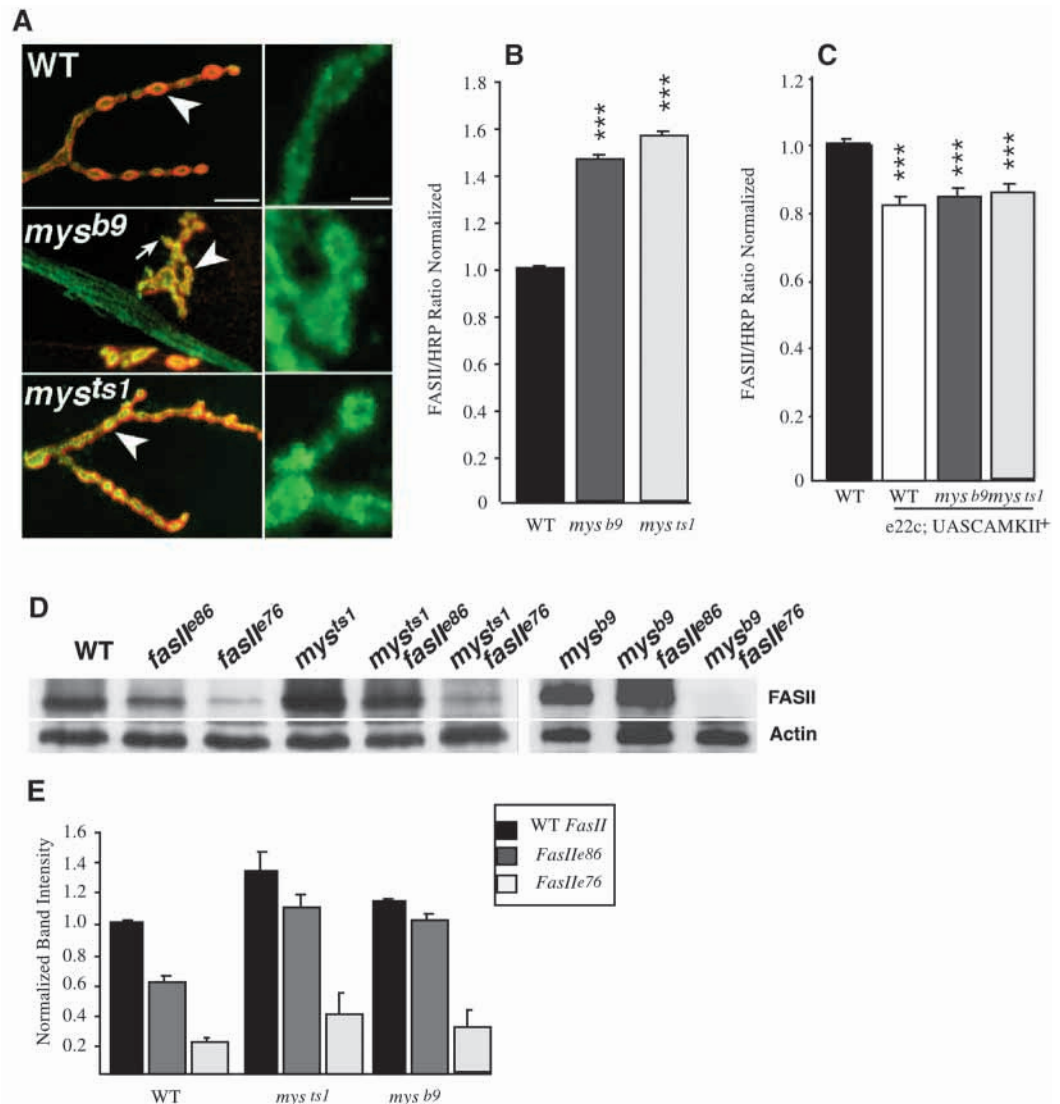 A
WT
mysb9
mysts1
B
FASII/HRP Ratio Normalized
1.8
1.6
1.4
1.2
1.0
0.8
0.6
0.4
0.2
0
***
***
WT
mys b9
mys ts1
C
FASII/HRP Ratio Normalized
1.2
1.0
0.8
0.6
0.4
0.2
0
***
***
***
WT
WT
mys b9
mys ts1
e22c; UASCAMKII+
D
WT
fasIIe86
fasIIe76
mysts1
mysts1 fasIIe86
mysts1 fasIIe76
mysb9
mysb9 fasIIe86
mysb9 fasIIe76
FASII
Actin
E
Normalized Band Intensity
1.6
1.4
1.2
1.0
0.8
0.6
0.4
0.2
WT
mys ts1
mys b9
WT FasII
FasIIe86
FasIIe76